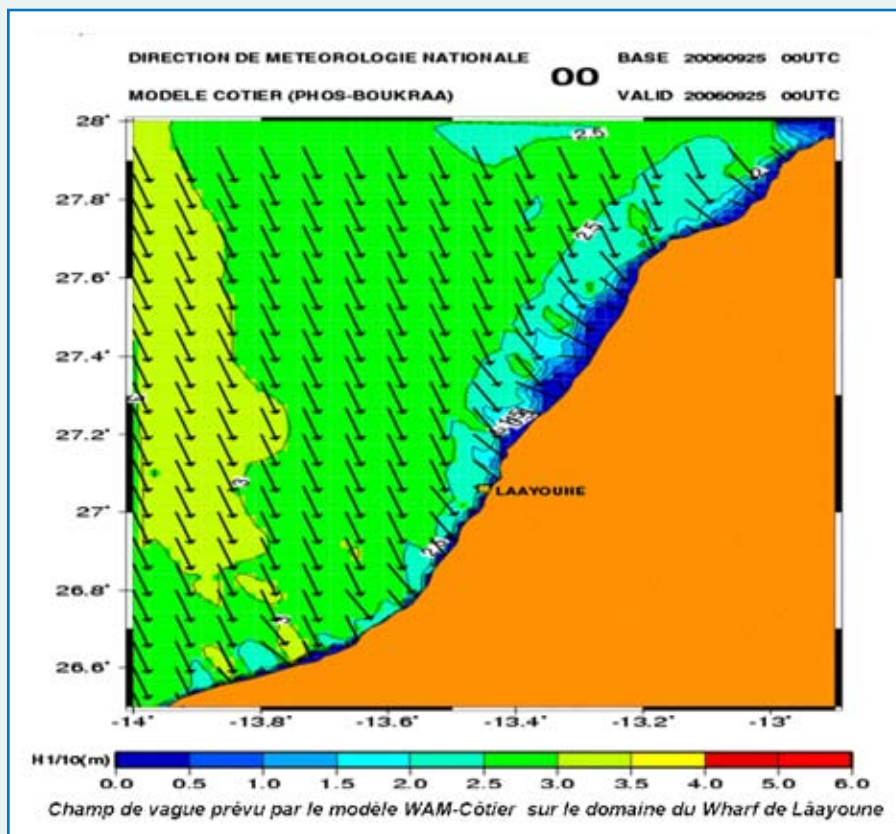 DIRECTION DE METEOROLOGIE NATIONALE
00
BASE 20060925 00UTC
MODELE COTIER (PHOS-BOUKRAA)
VALID 20060925 00UTC
28°
27.8°
27.6°
27.4°
27.2°
27°
26.8°
26.6°
2.5
2.5
3
3
LAAYOUNE
-14°
-13.8°
-13.6°
-13.4°
-13.2°
-13°
H1/10(m)
0.0 0.5 1.0 1.5 2.0 2.5 3.0 3.5 4.0 5.0 6.0
Champ de vague prévu par le modèle WAM-Côtier sur le domaine du Wharf de Lâayoune